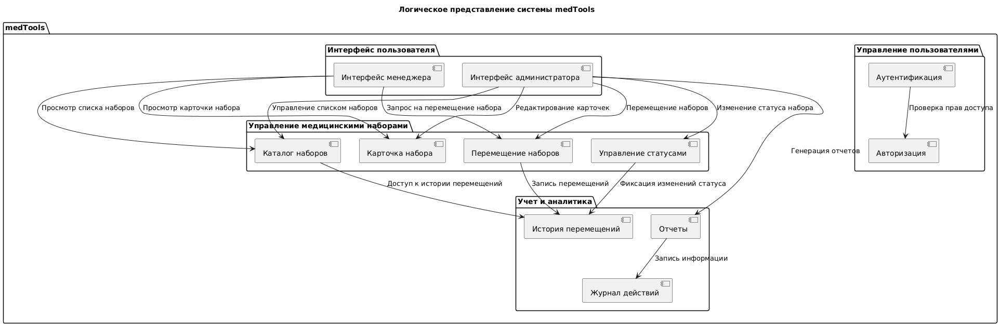 Логическое представление системы medTools
medTools
Интерфейс пользователя
Управление пользователями
Интерфейс менеджера
Интерфейс администратора
Аутентификация
Просмотр списка наборов
Просмотр карточки набора
Управление списком наборов
Запрос на перемещение набора
Редактирование карточек
Перемещение наборов
Изменение статуса набора
Проверка прав доступа
Управление медицинскими наборами
Каталог наборов
Карточка набора
Перемещение наборов
Управление статусами
Генерация отчетов
Авторизация
Доступ к истории перемещений
Запись перемещений
Фиксация изменений статуса
Учет и аналитика
История перемещений
Отчеты
Запись информации
Журнал действий